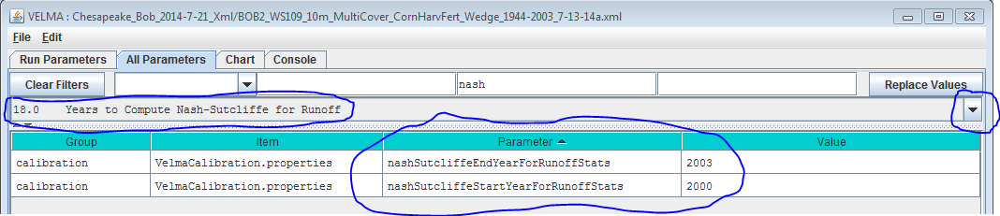 VELMA : Chesapeake_Bob_2014-7-21_Xml/BOB2_WS109_10m_MultiCover_CornHarvFert_Wedge_1944-2003_7-13-14a.xml
File Edit
Run Parameters All Parameters Chart Console
Clear Filters nash Replace Values
18.0 Years to Compute Nash-Sutcliffe for Runoff
Group Item Parameter Value
calibration VelmaCalibration.properties nashSutcliffeEndYearForRunoffStats 2003
calibration VelmaCalibration.properties nashSutcliffeStartYearForRunoffStats 2000